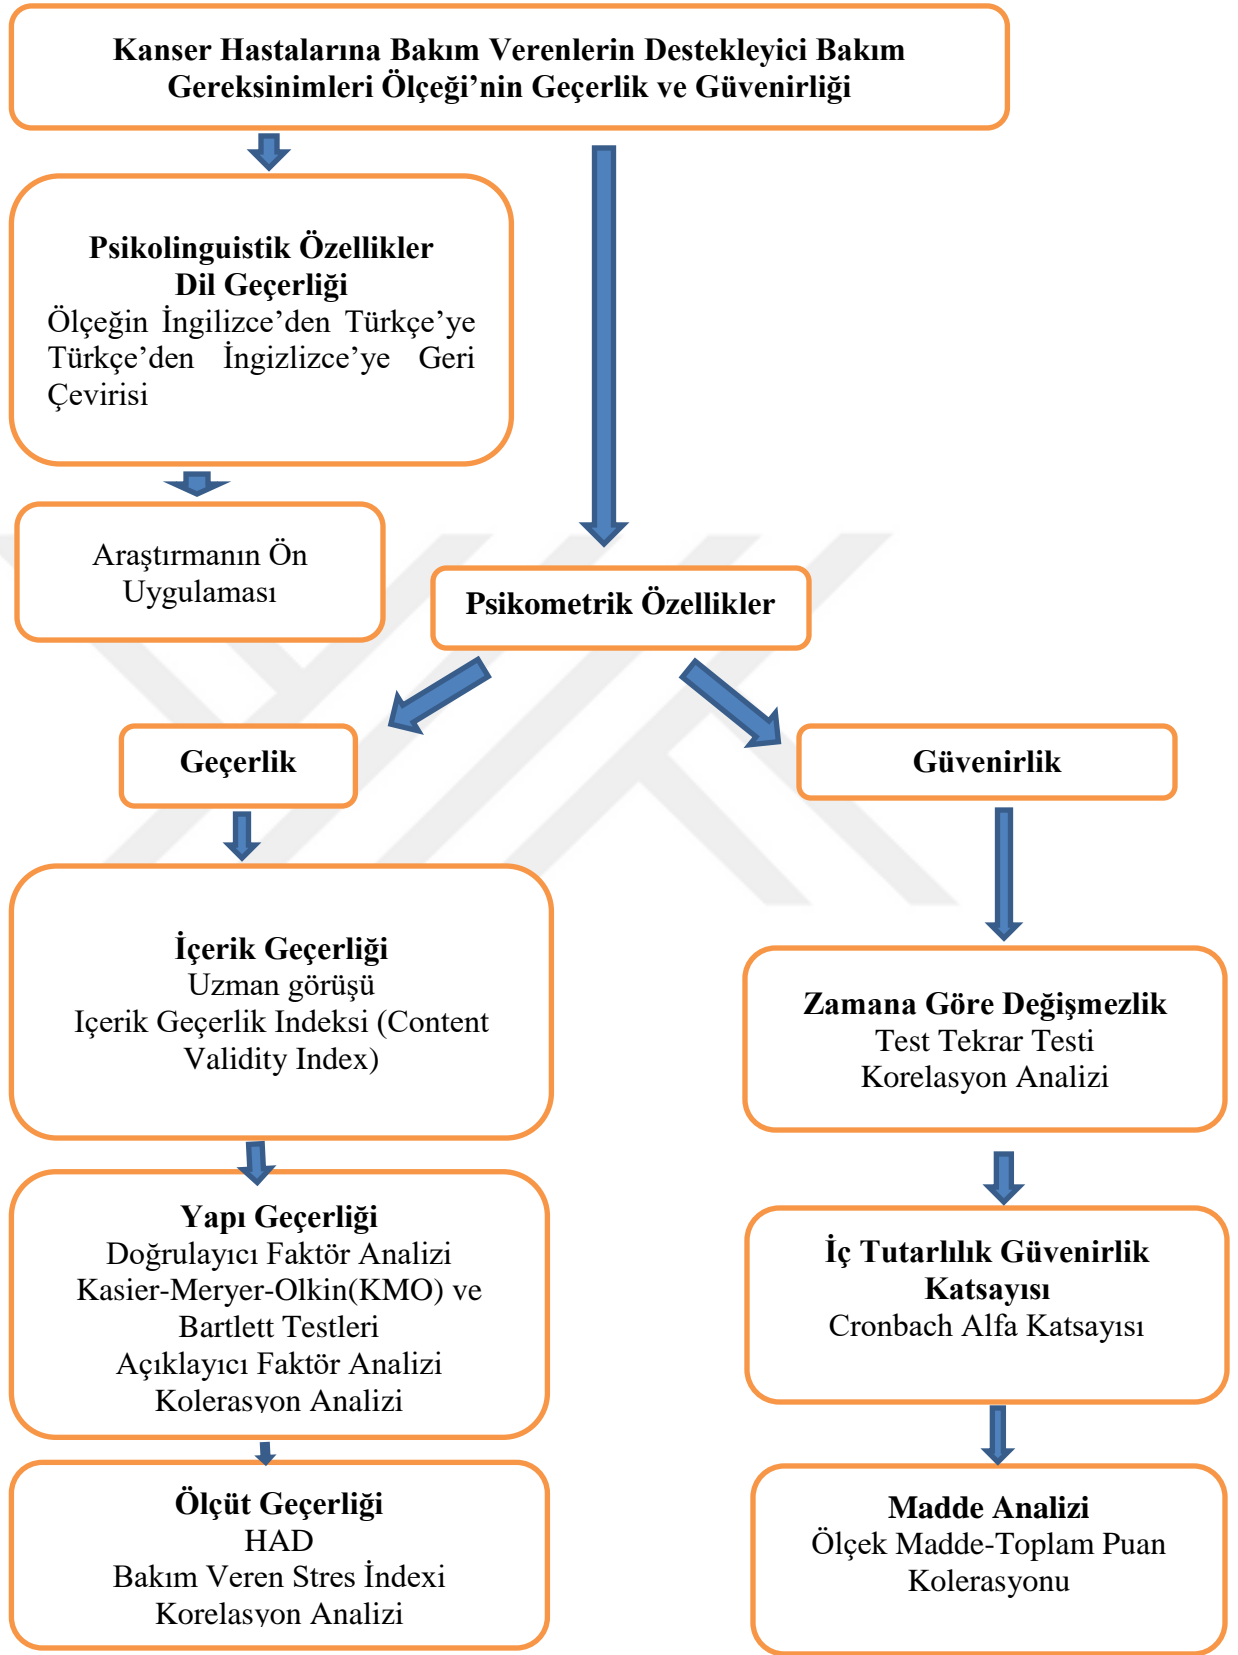 Kanser Hastalarına Bakım Verenlerin Destekleyici Bakım
Gereksinimleri Ölçeği’nin Geçerlik ve Güvenirliği
Psikolinguistik Özellikler
Dil Geçerliği
Ölçeğin İngilizce’den Türkçe’ye
Türkçe’den İngizlizce’ye Geri
Çevirisi
Araştırmanın Ön
Uygulaması
Psikometrik Özellikler
Geçerlik
Güvenirlik
İçerik Geçerliği
Uzman görüşü
Içerik Geçerlik Indeksi (Content
Validity Index)
Zamana Göre Değişmezlik
Test Tekrar Testi
Korelasyon Analizi
Yapı Geçerliği
Doğrulayıcı Faktör Analizi
Kasier-Meryer-Olkin(KMO) ve
Bartlett Testleri
Açıklayıcı Faktör Analizi
Kolerasyon Analizi
İç Tutarlılık Güvenirlik
Katsayısı
Cronbach Alfa Katsayısı
Ölçüt Geçerliği
HAD
Bakım Veren Stres İndexi
Korelasyon Analizi
Madde Analizi
Ölçek Madde-Toplam Puan
Kolerasyonu